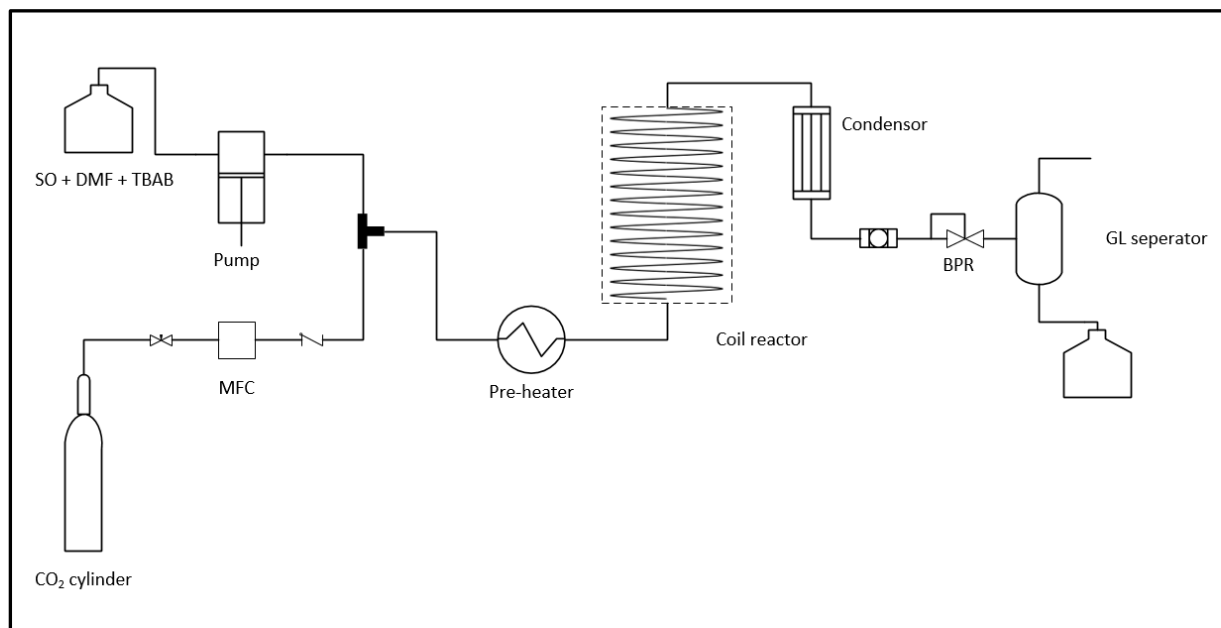 SO + DMF + TBAB
Pump
MFC
CO₂ cylinder
Pre-heater
Coil reactor
Condensor
BPR
GL seperator